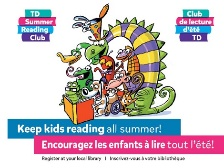 TD
Summer
Reading
Club
Club
de lecture
d'été
TD
Keep kids reading all summer!
Encouragez les enfants à lire tout l'été!
Register at your local library | Inscrivez-vous à votre bibliothèque